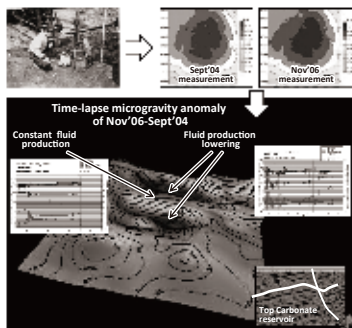 Sept'04
measurement
Nov'06
measurement
Time-lapse microgravity anomaly
of Nov'06-Sept'04
Constant fluid
production
Fluid production
lowering
Top Carbonate
reservoir